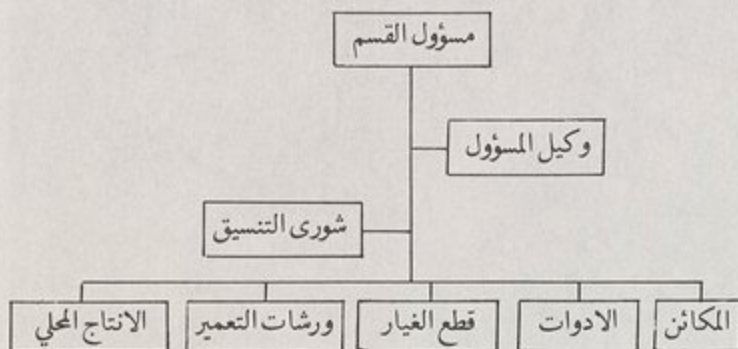 مسؤول القسم
وكيل المسؤول
شورى التنسيق
المكائن
الادوات
قطع الغيار
ورشات التعمير
الانتاج المحلي